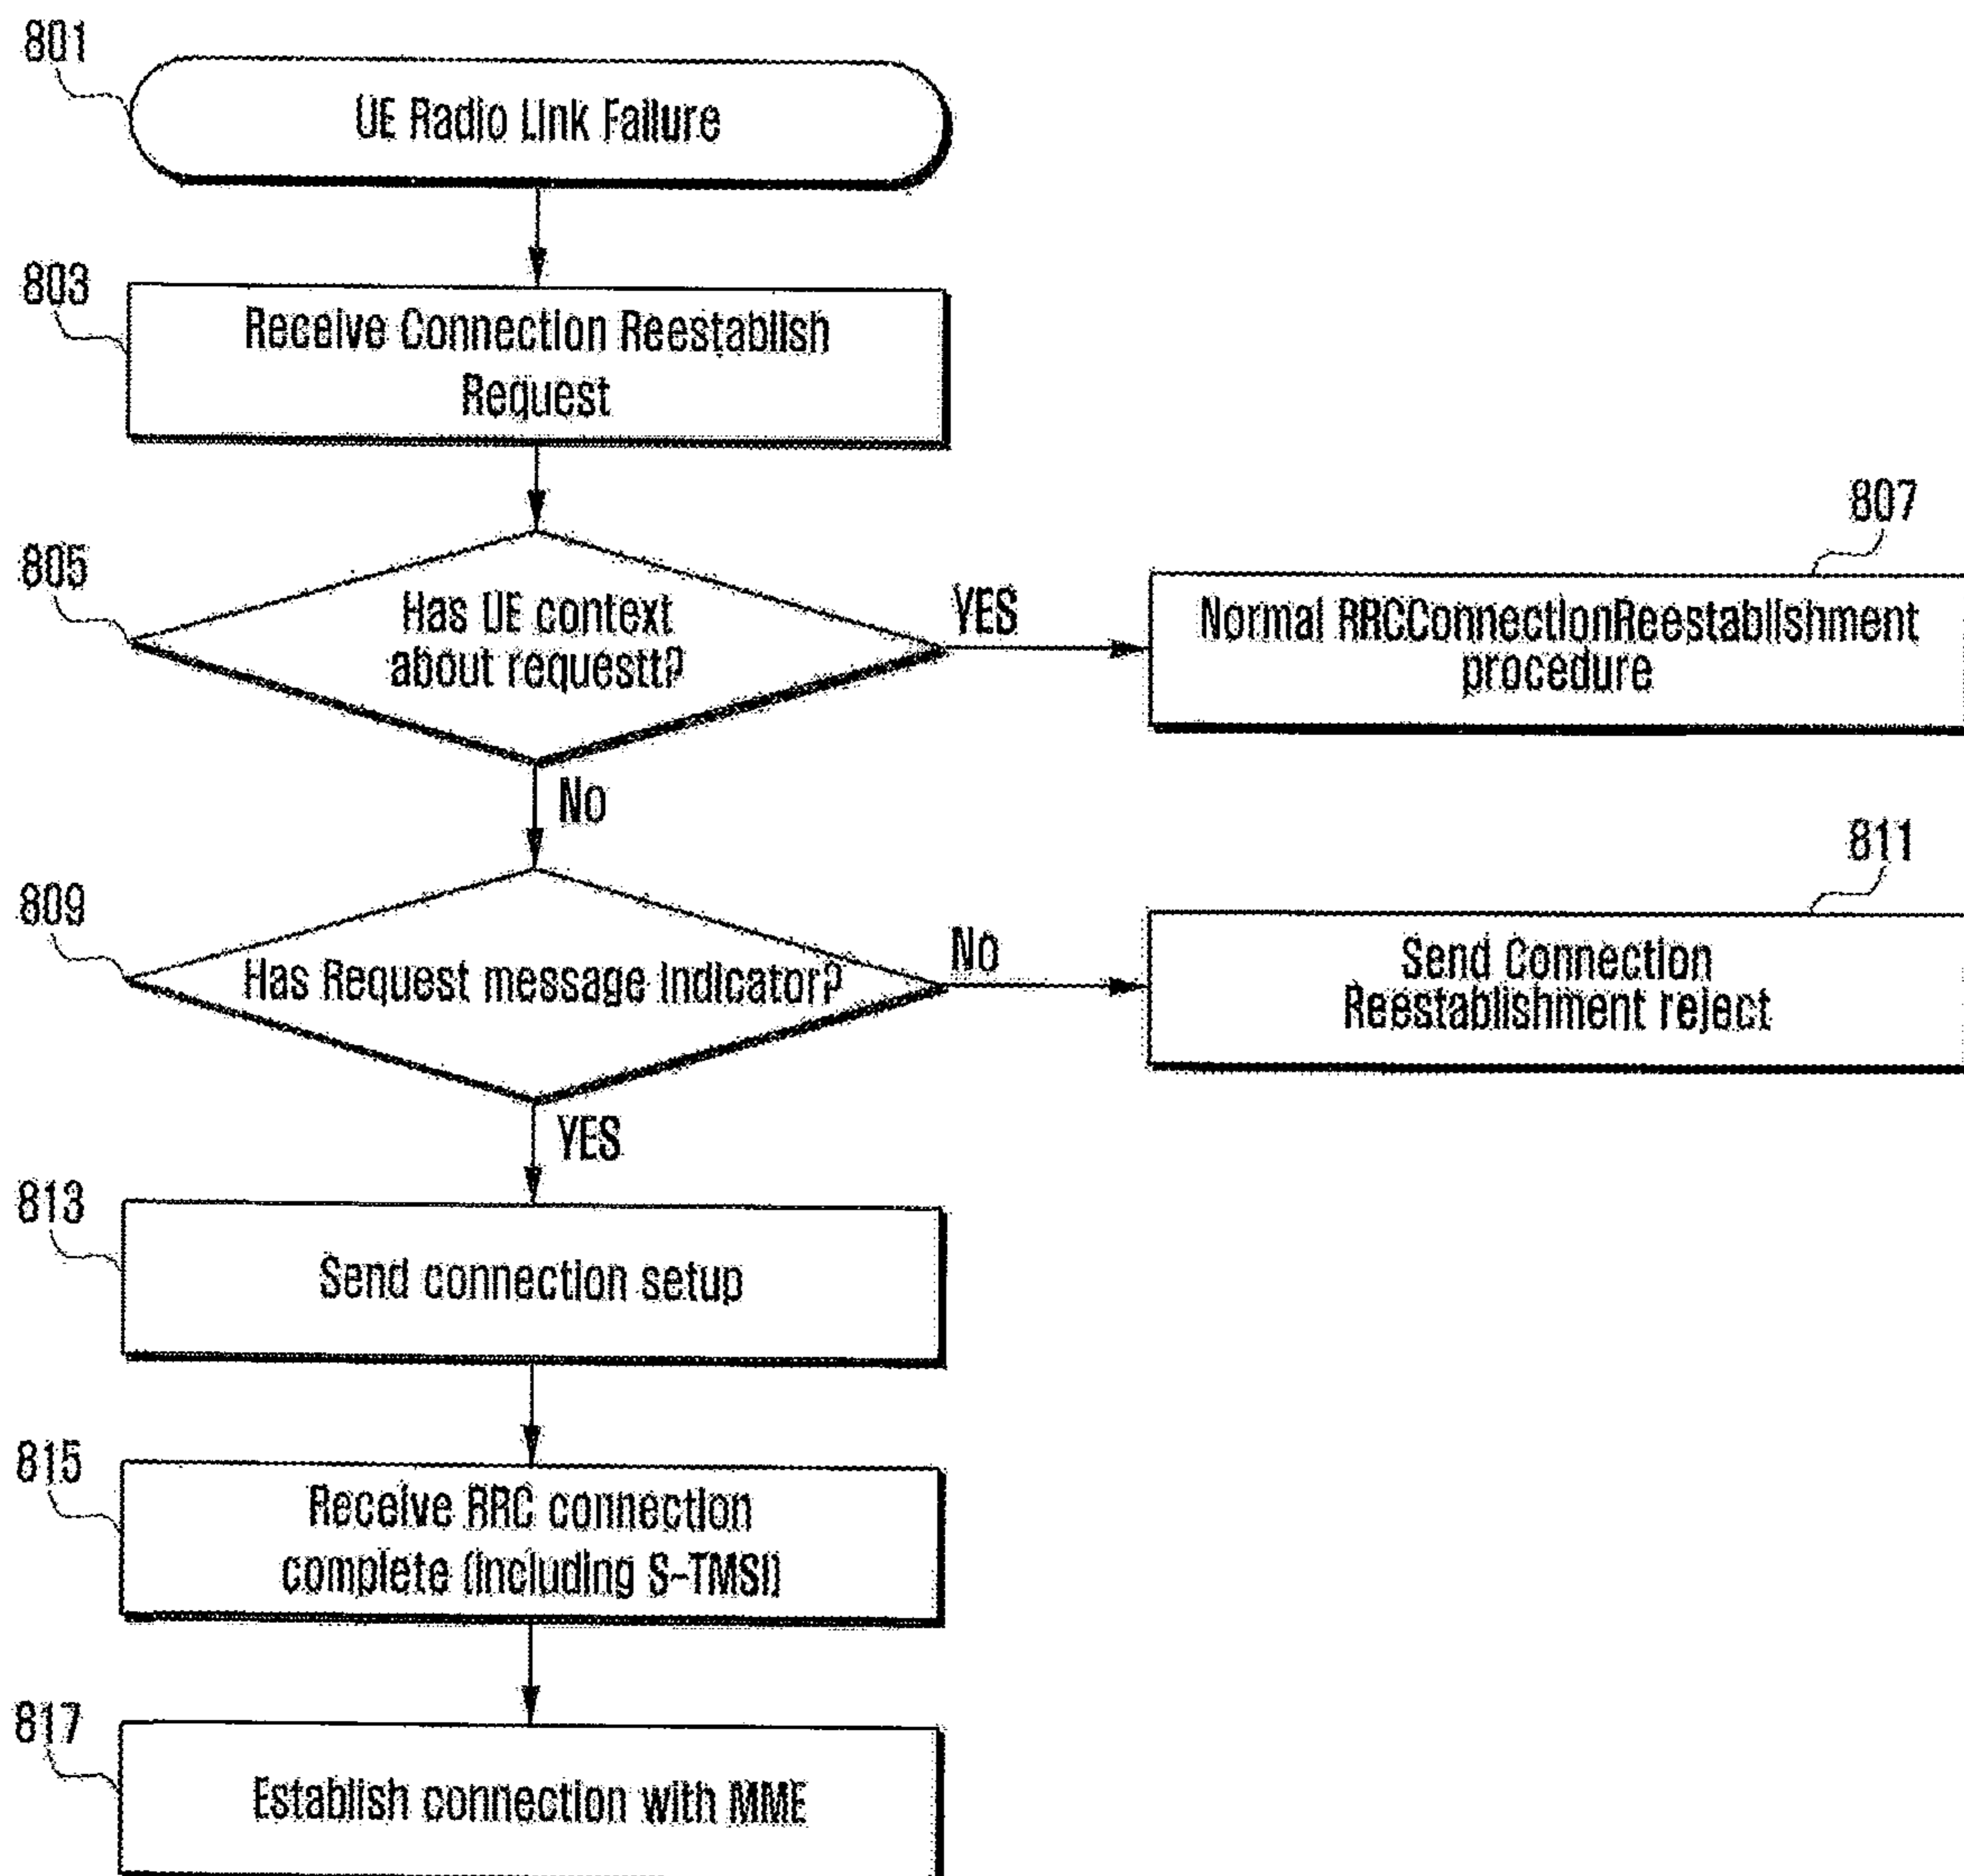 801
UE Radio Link Failure
803
Receive Connection Reestablish
Request
805
Has UE context
about requestt?
YES
807
Normal RRCConnectionReestablishment
procedure
No
809
Has Request message indicator?
No
811
Send Connection
Reestablishment reject
YES
813
Send connection setup
815
Receive RRC connection
complete (including S-TMSI)
817
Establish connection with MME